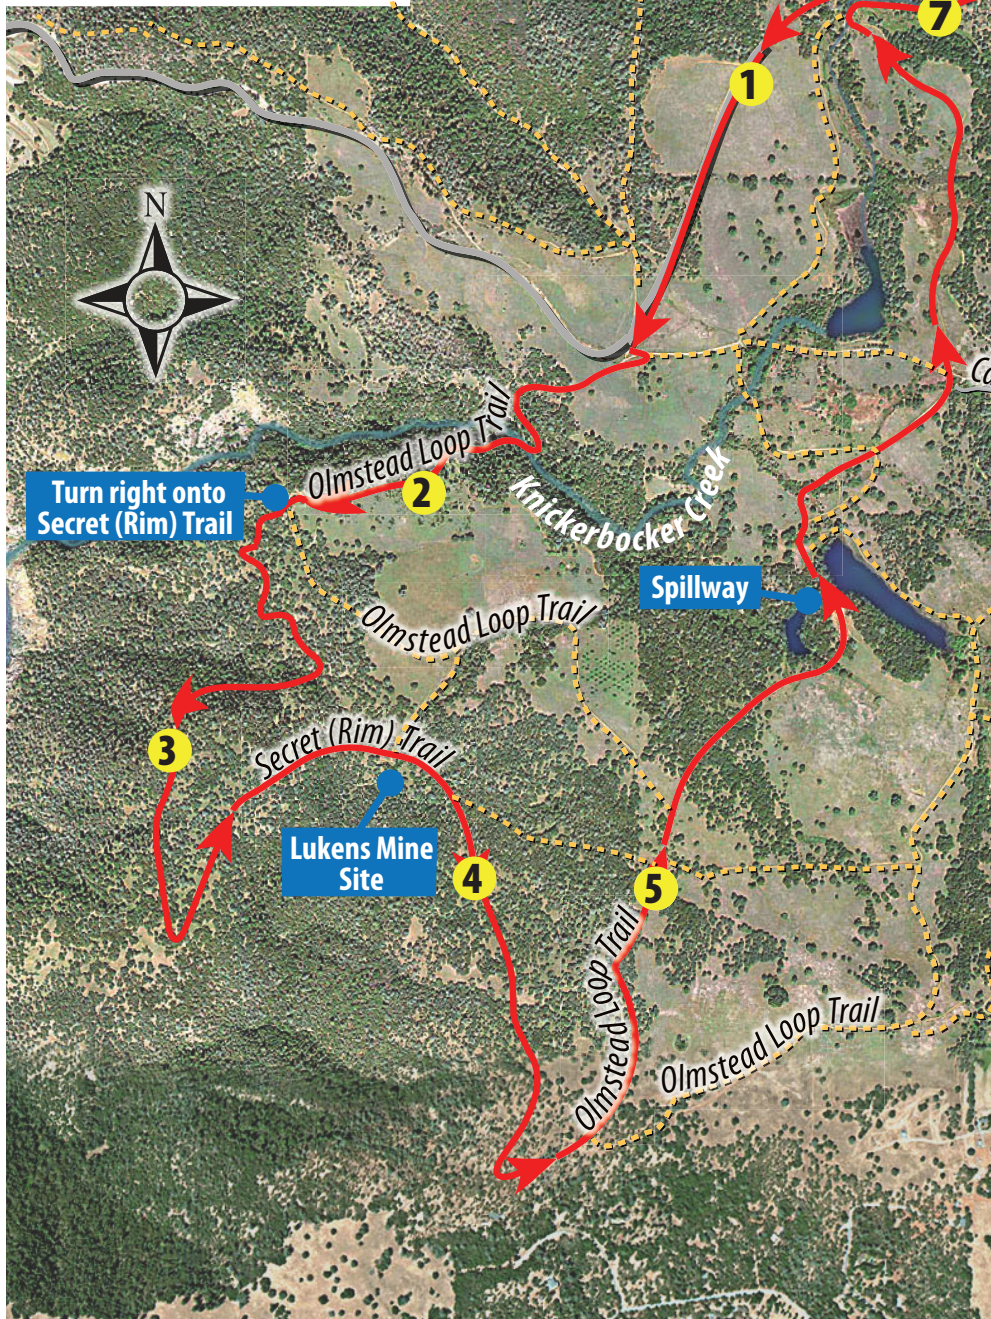 7
1
N
Ca
Olmstead Loop Trail
2
Turn right onto
Secret (Rim) Trail
Knickerbocker Creek
Spillway
Olmstead Loop Trail
3
Secret (Rim) Trail
Lukens Mine
Site
4
5
Olmstead Loop Trail
Olmstead Loop Trail